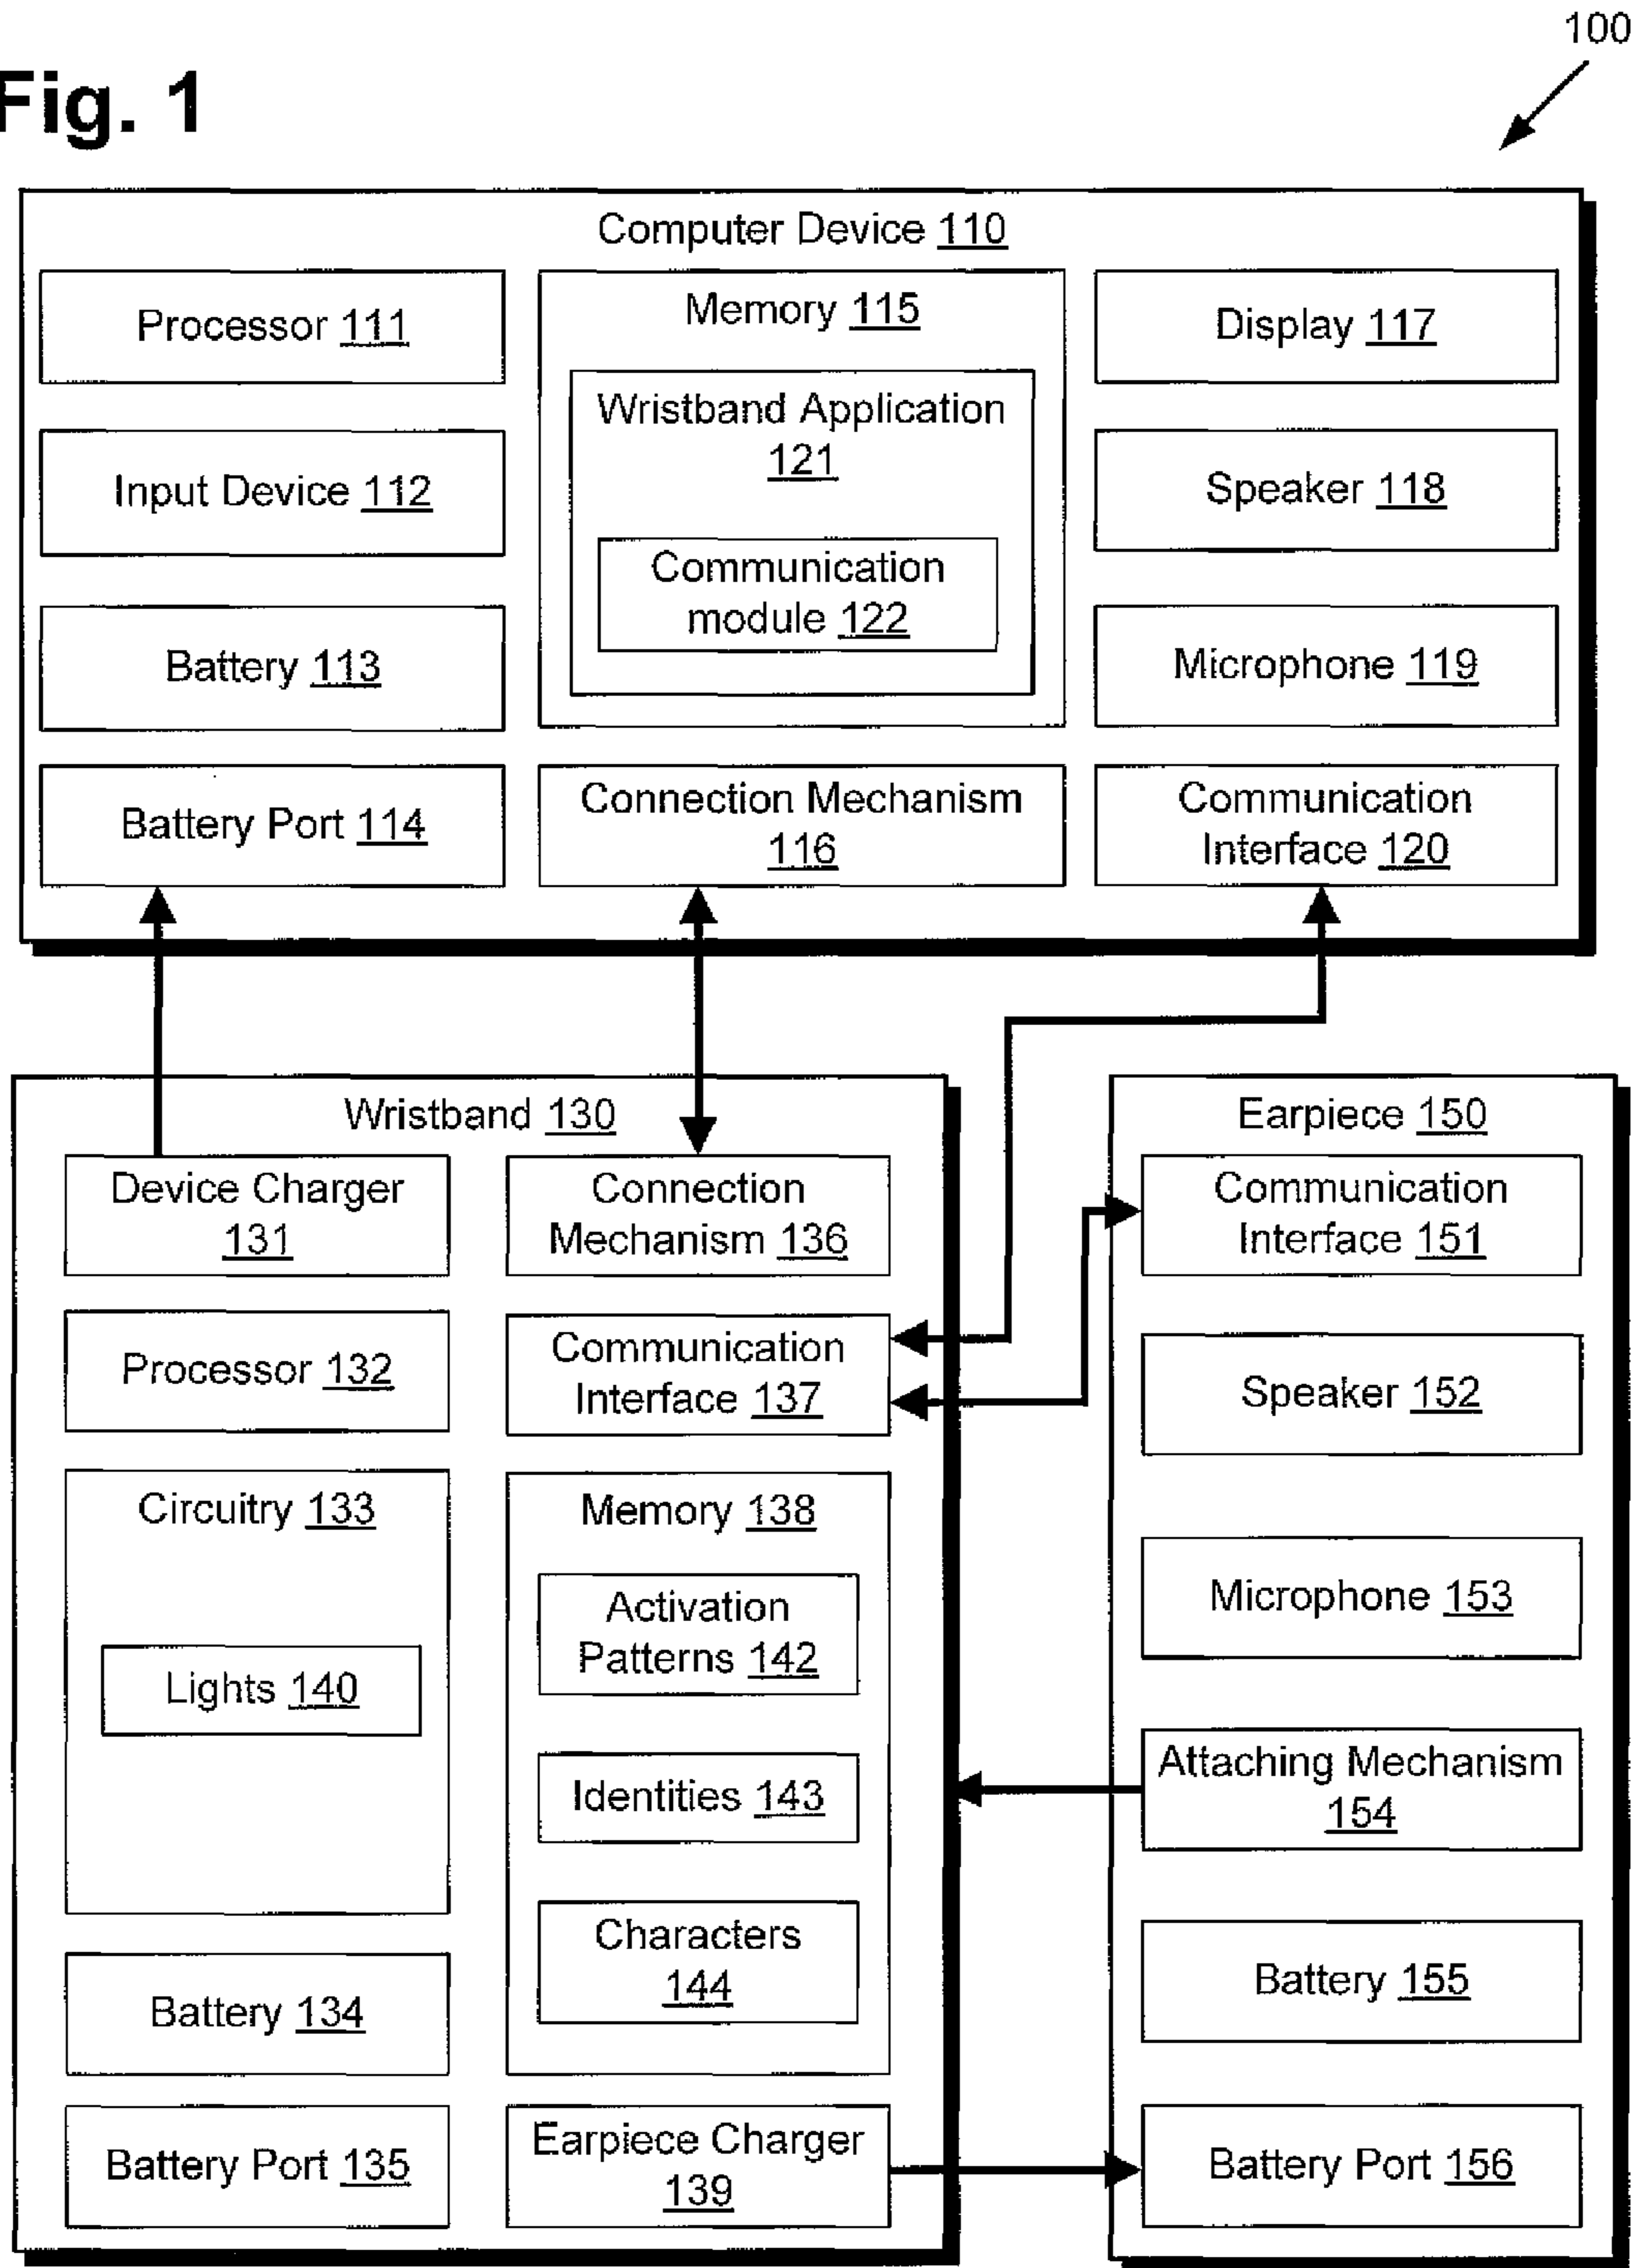 100
Fig. 1
Computer Device 110
Processor 111
Input Device 112
Battery 113
Battery Port 114
Memory 115
Wristband Application
121
Communication
module 122
Connection Mechanism
116
Display 117
Speaker 118
Microphone 119
Communication
Interface 120
Wristband 130
Device Charger
131
Processor 132
Circuitry 133
Lights 140
Battery 134
Battery Port 135
Connection
Mechanism 136
Communication
Interface 137
Memory 138
Activation
Patterns 142
Identities 143
Characters
144
Earpiece Charger
139
Earpiece 150
Communication
Interface 151
Speaker 152
Microphone 153
Attaching Mechanism
154
Battery 155
Battery Port 156